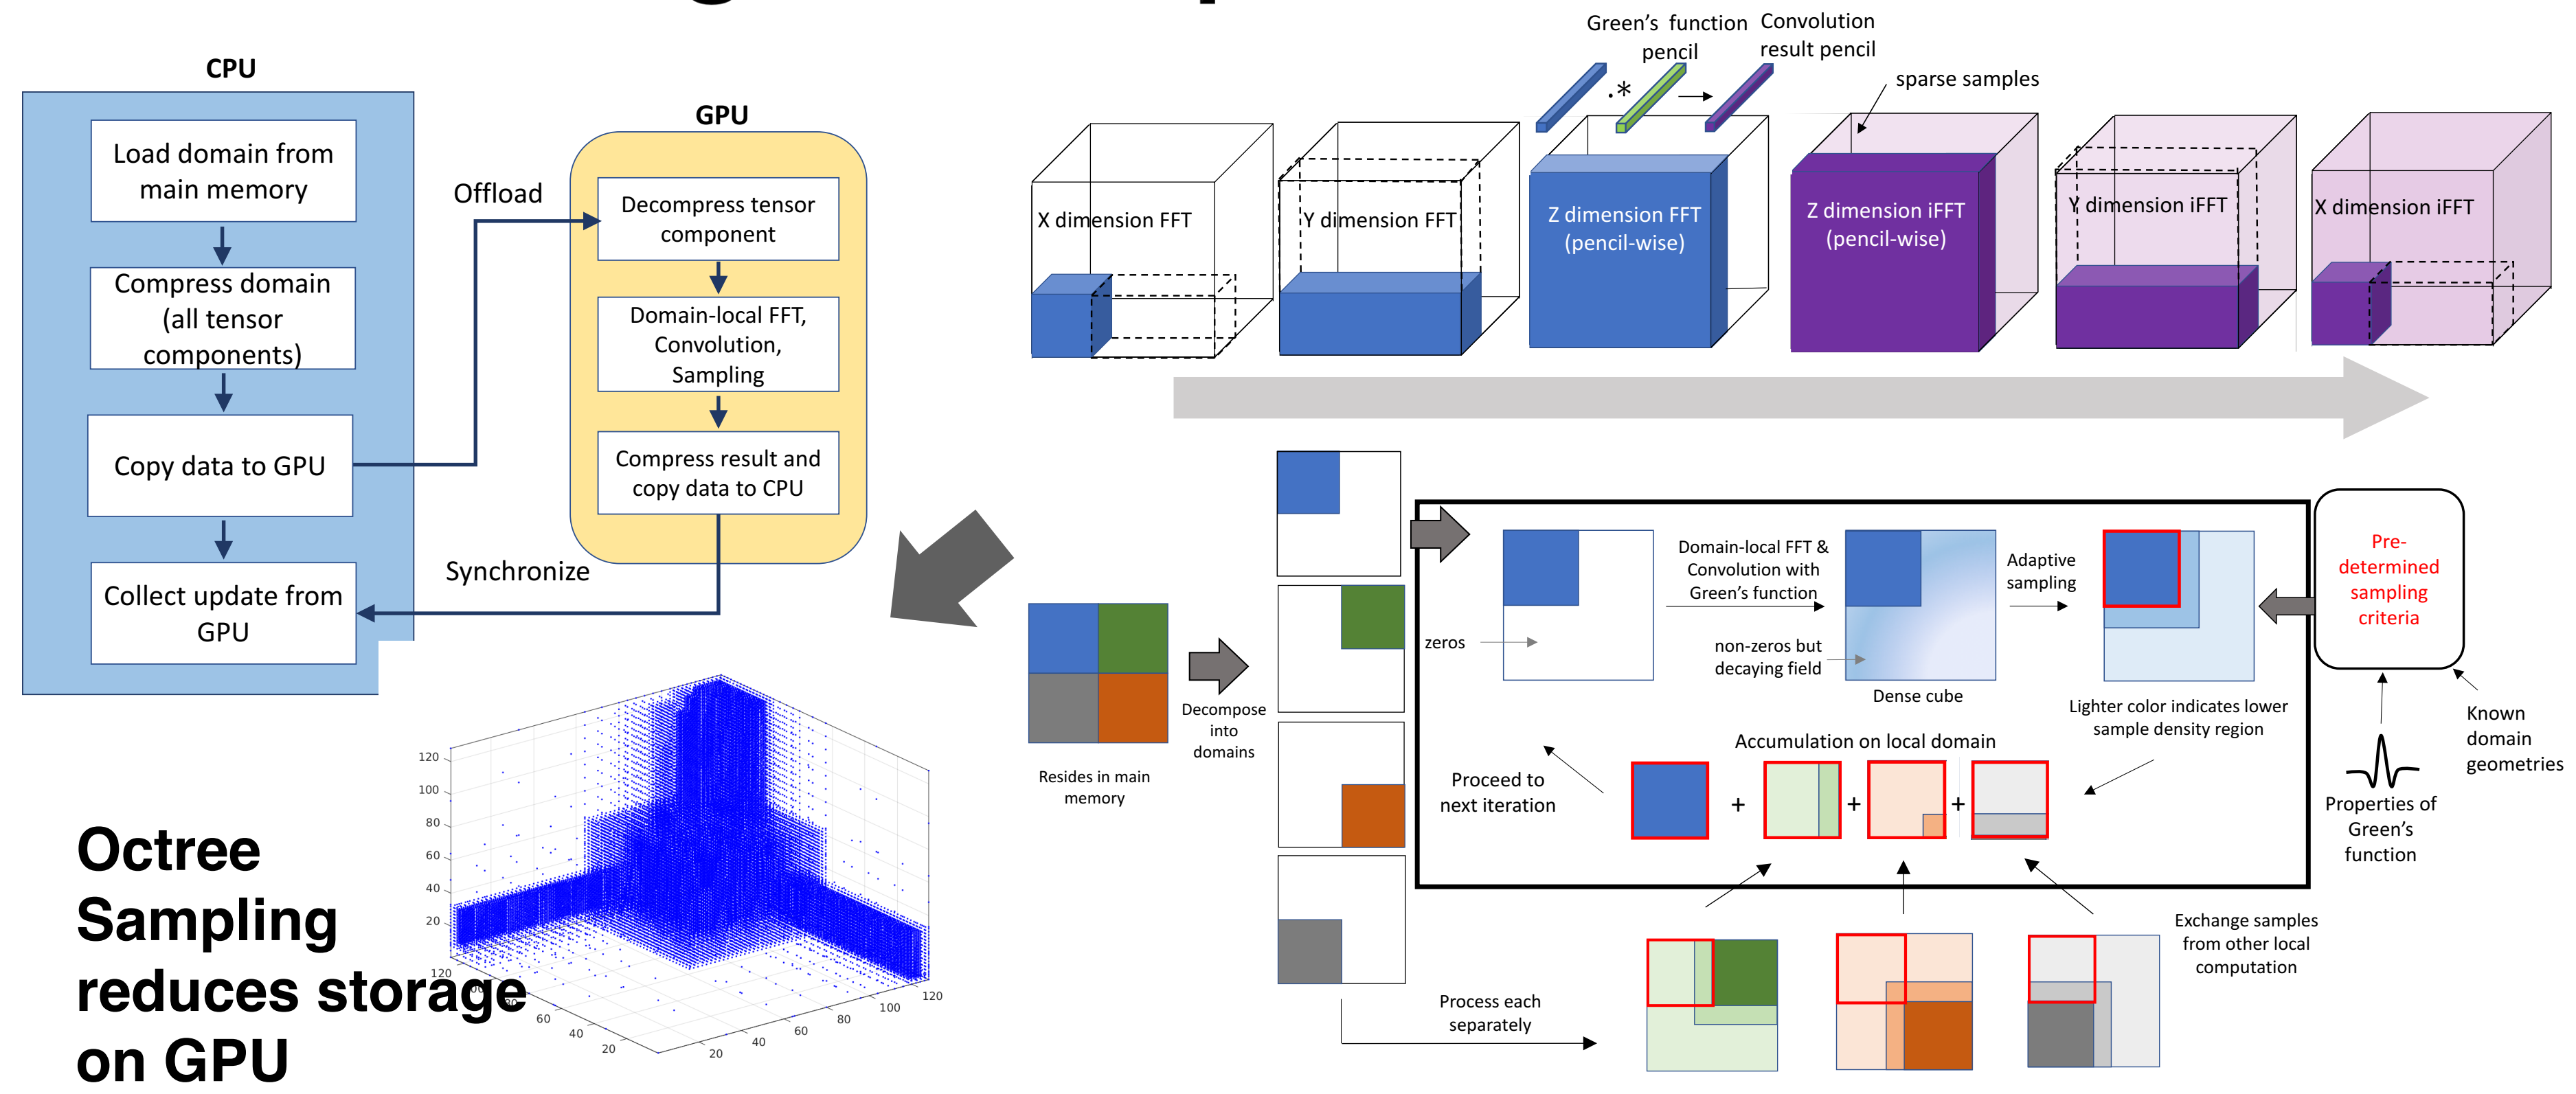 CPU
Load domain from
main memory
Compress domain
(all tensor
components)
Copy data to GPU
Collect update from
GPU
Offload
Synchronize
GPU
Decompress tensor
component
Domain-local FFT,
Convolution,
Sampling
Compress result and
copy data to CPU
Green's function
pencil
Convolution
result pencil
sparse samples
.*
X dimension FFT
Y dimension FFT
Z dimension FFT
(pencil-wise)
Z dimension iFFT
(pencil-wise)
Y dimension iFFT
X dimension iFFT
Resides in main
memory
Decompose
into
domains
zeros
Domain-local FFT &
Convolution with
Green's function
non-zeros but
decaying field
Dense cube
Adaptive
sampling
Lighter color indicates lower
sample density region
Pre-
determined
sampling
criteria
Known
domain
geometries
Properties of
Green's
function
Accumulation on local domain
Proceed to
next iteration
+
+
+
Exchange samples
from other local
computation
Process each
separately
Octree
Sampling
reduces storage
on GPU
120
100
80
60
40
20
120
80
60
40
20
20
40
60
80
100
120